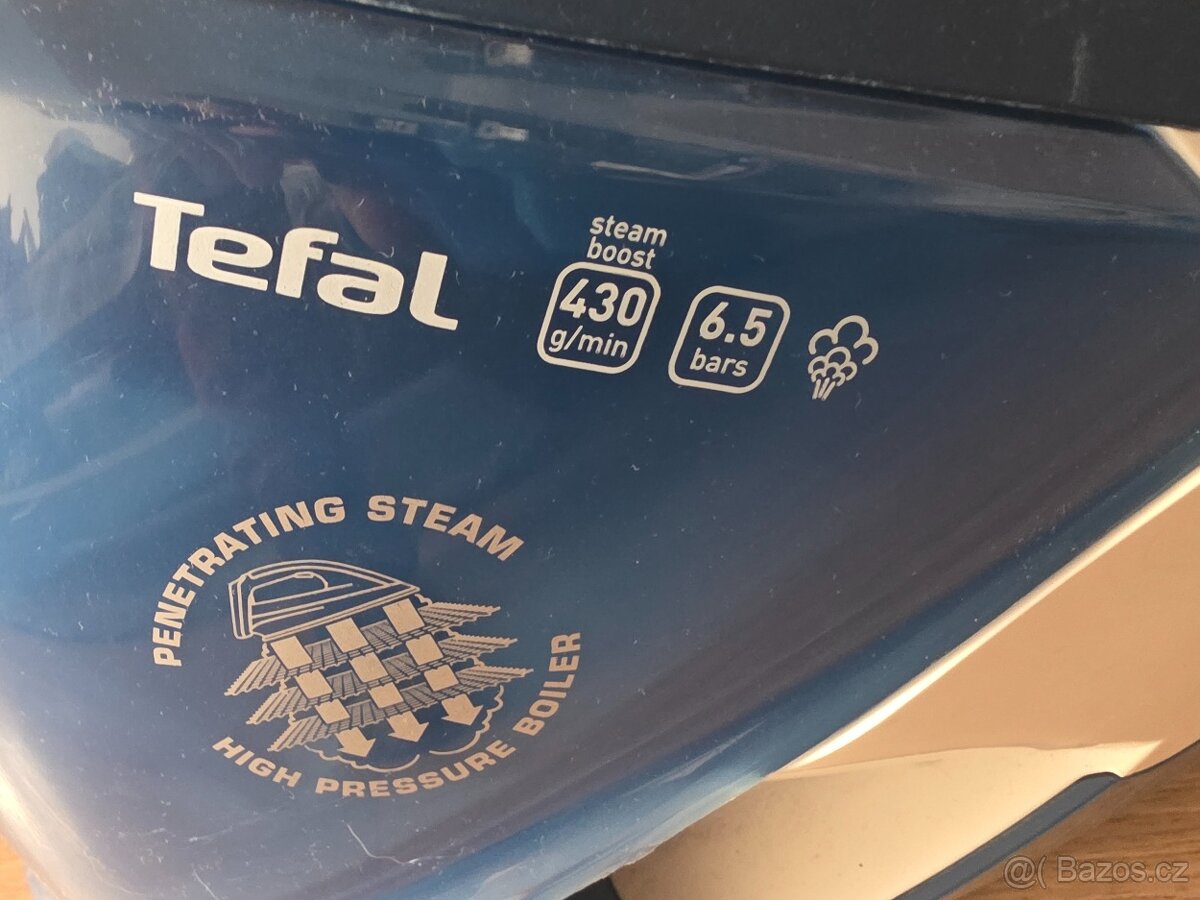 Tefal
steam
boost
430
g/min
6.5
bars
PENETRATING STEAM
HIGH PRESSURE BOILER
@( Bazos.cz